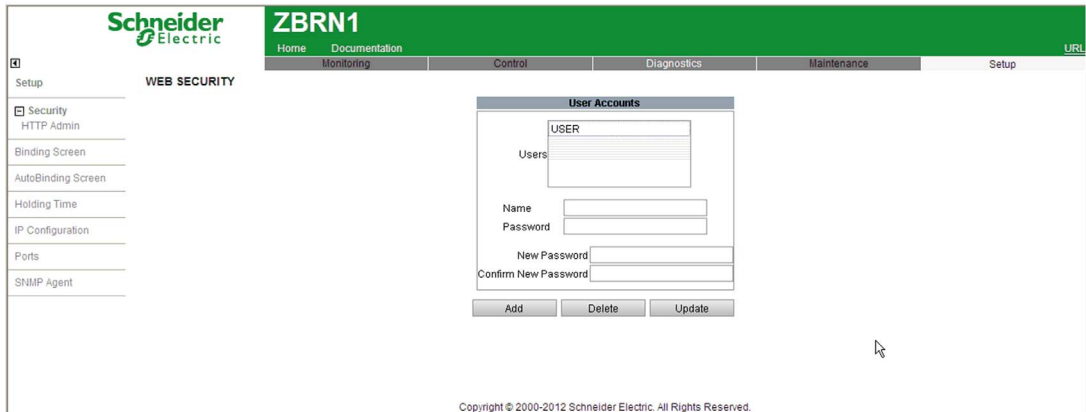 Schneider
Electric
ZBRN1
Home Documentation URL
Monitoring Control Diagnostics Maintenance Setup
Setup
WEB SECURITY
Security
HTTP Admin
Binding Screen
AutoBinding Screen
Holding Time
IP Configuration
Ports
SNMP Agent
User Accounts
USER
Users
Name
Password
New Password
Confirm New Password
Add Delete Update
Copyright © 2000-2012 Schneider Electric. All Rights Reserved.